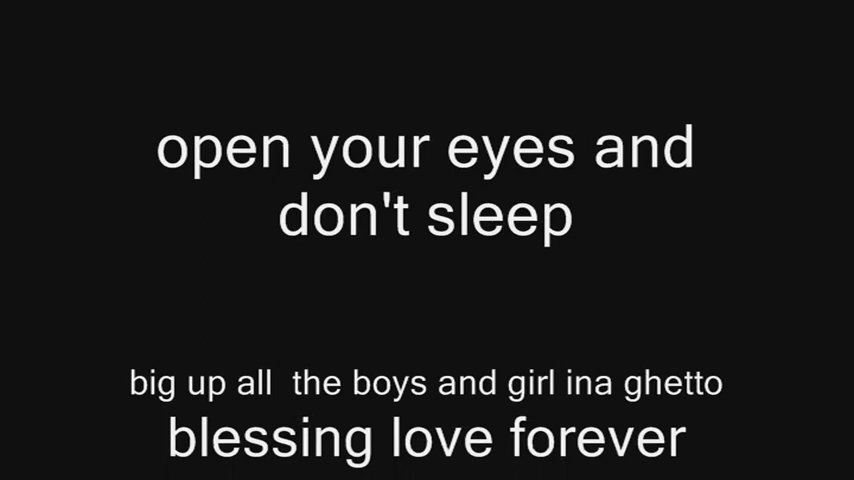 open your eyes and
don't sleep
big up all  the boys and girl ina ghetto
blessing love forever